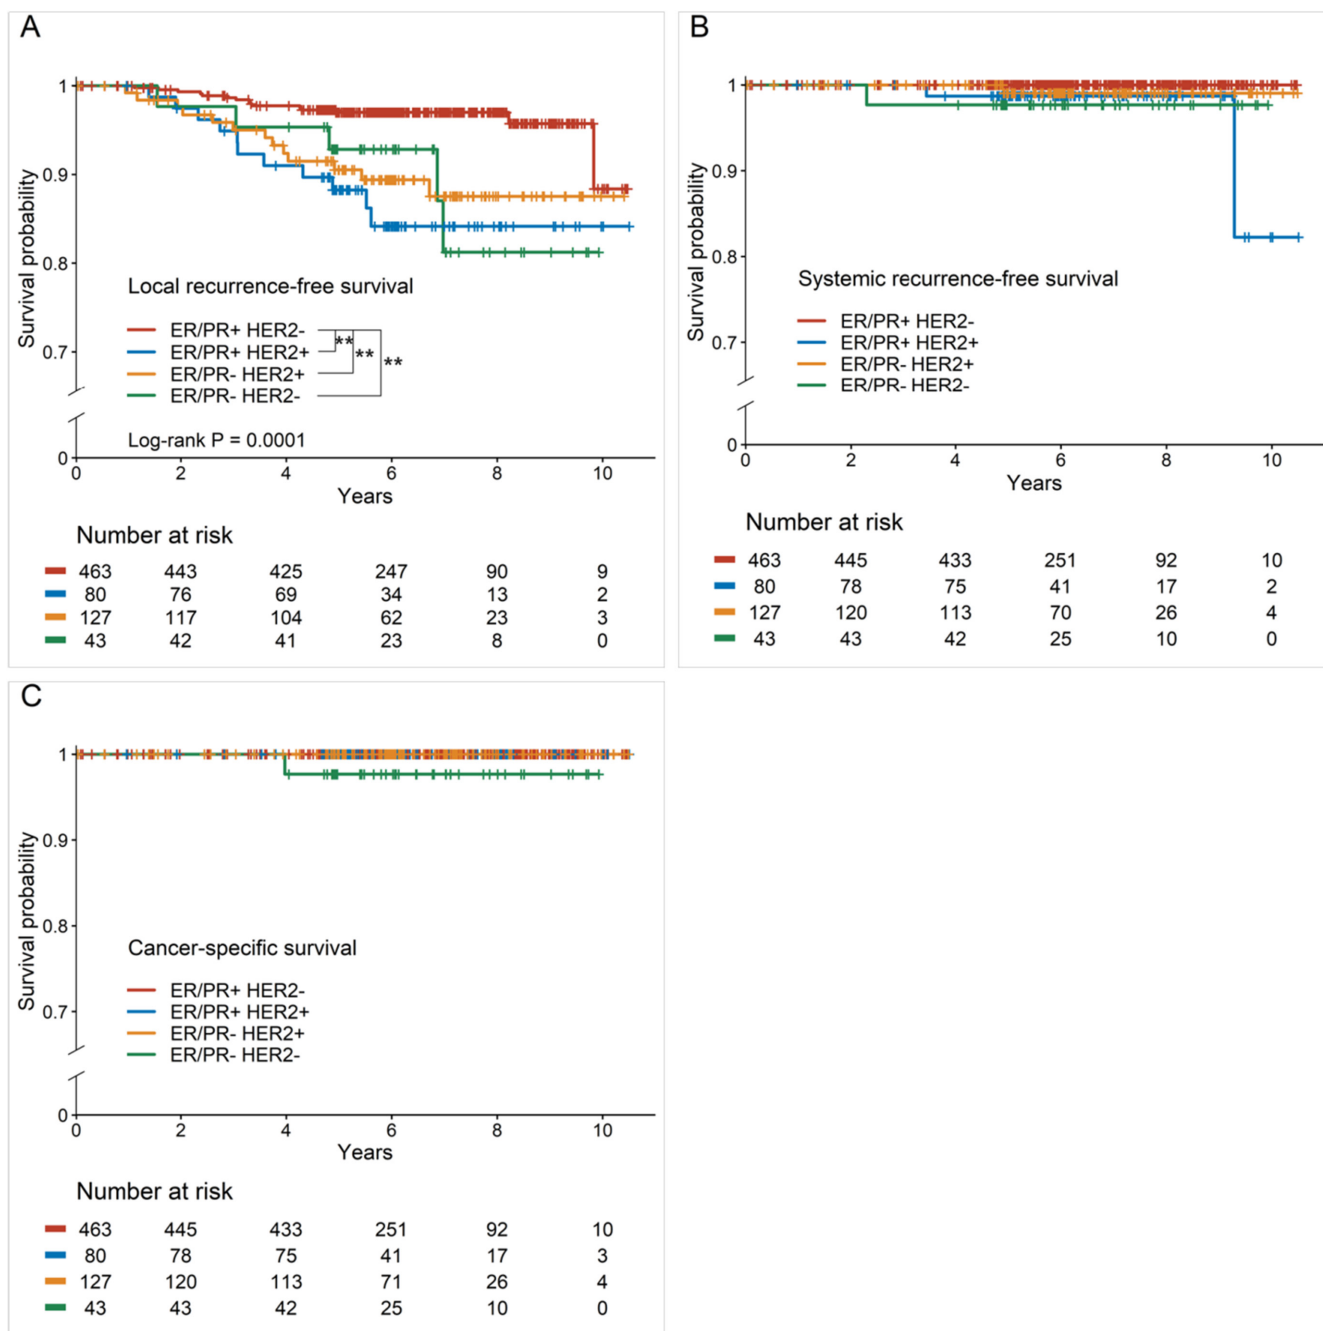 A
1
0.9
0.8
0.7
0
Survival probability
Local recurrence-free survival
ER/PR+ HER2-
ER/PR+ HER2+
ER/PR- HER2+
ER/PR- HER2-
**
**
**
Log-rank P = 0.0001
0 2 4 6 8 10
Years
Number at risk
463 443 425 247 90 9
80 76 69 34 13 2
127 117 104 62 23 3
43 42 41 23 8 0
B
1
0.9
0.8
0.7
0
Survival probability
Systemic recurrence-free survival
ER/PR+ HER2-
ER/PR+ HER2+
ER/PR- HER2+
ER/PR- HER2-
0 2 4 6 8 10
Years
Number at risk
463 445 433 251 92 10
80 78 75 41 17 2
127 120 113 70 26 4
43 43 42 25 10 0
C
1
0.9
0.8
0.7
0
Survival probability
Cancer-specific survival
ER/PR+ HER2-
ER/PR+ HER2+
ER/PR- HER2+
ER/PR- HER2-
0 2 4 6 8 10
Years
Number at risk
463 445 433 251 92 10
80 78 75 41 17 3
127 120 113 71 26 4
43 43 42 25 10 0